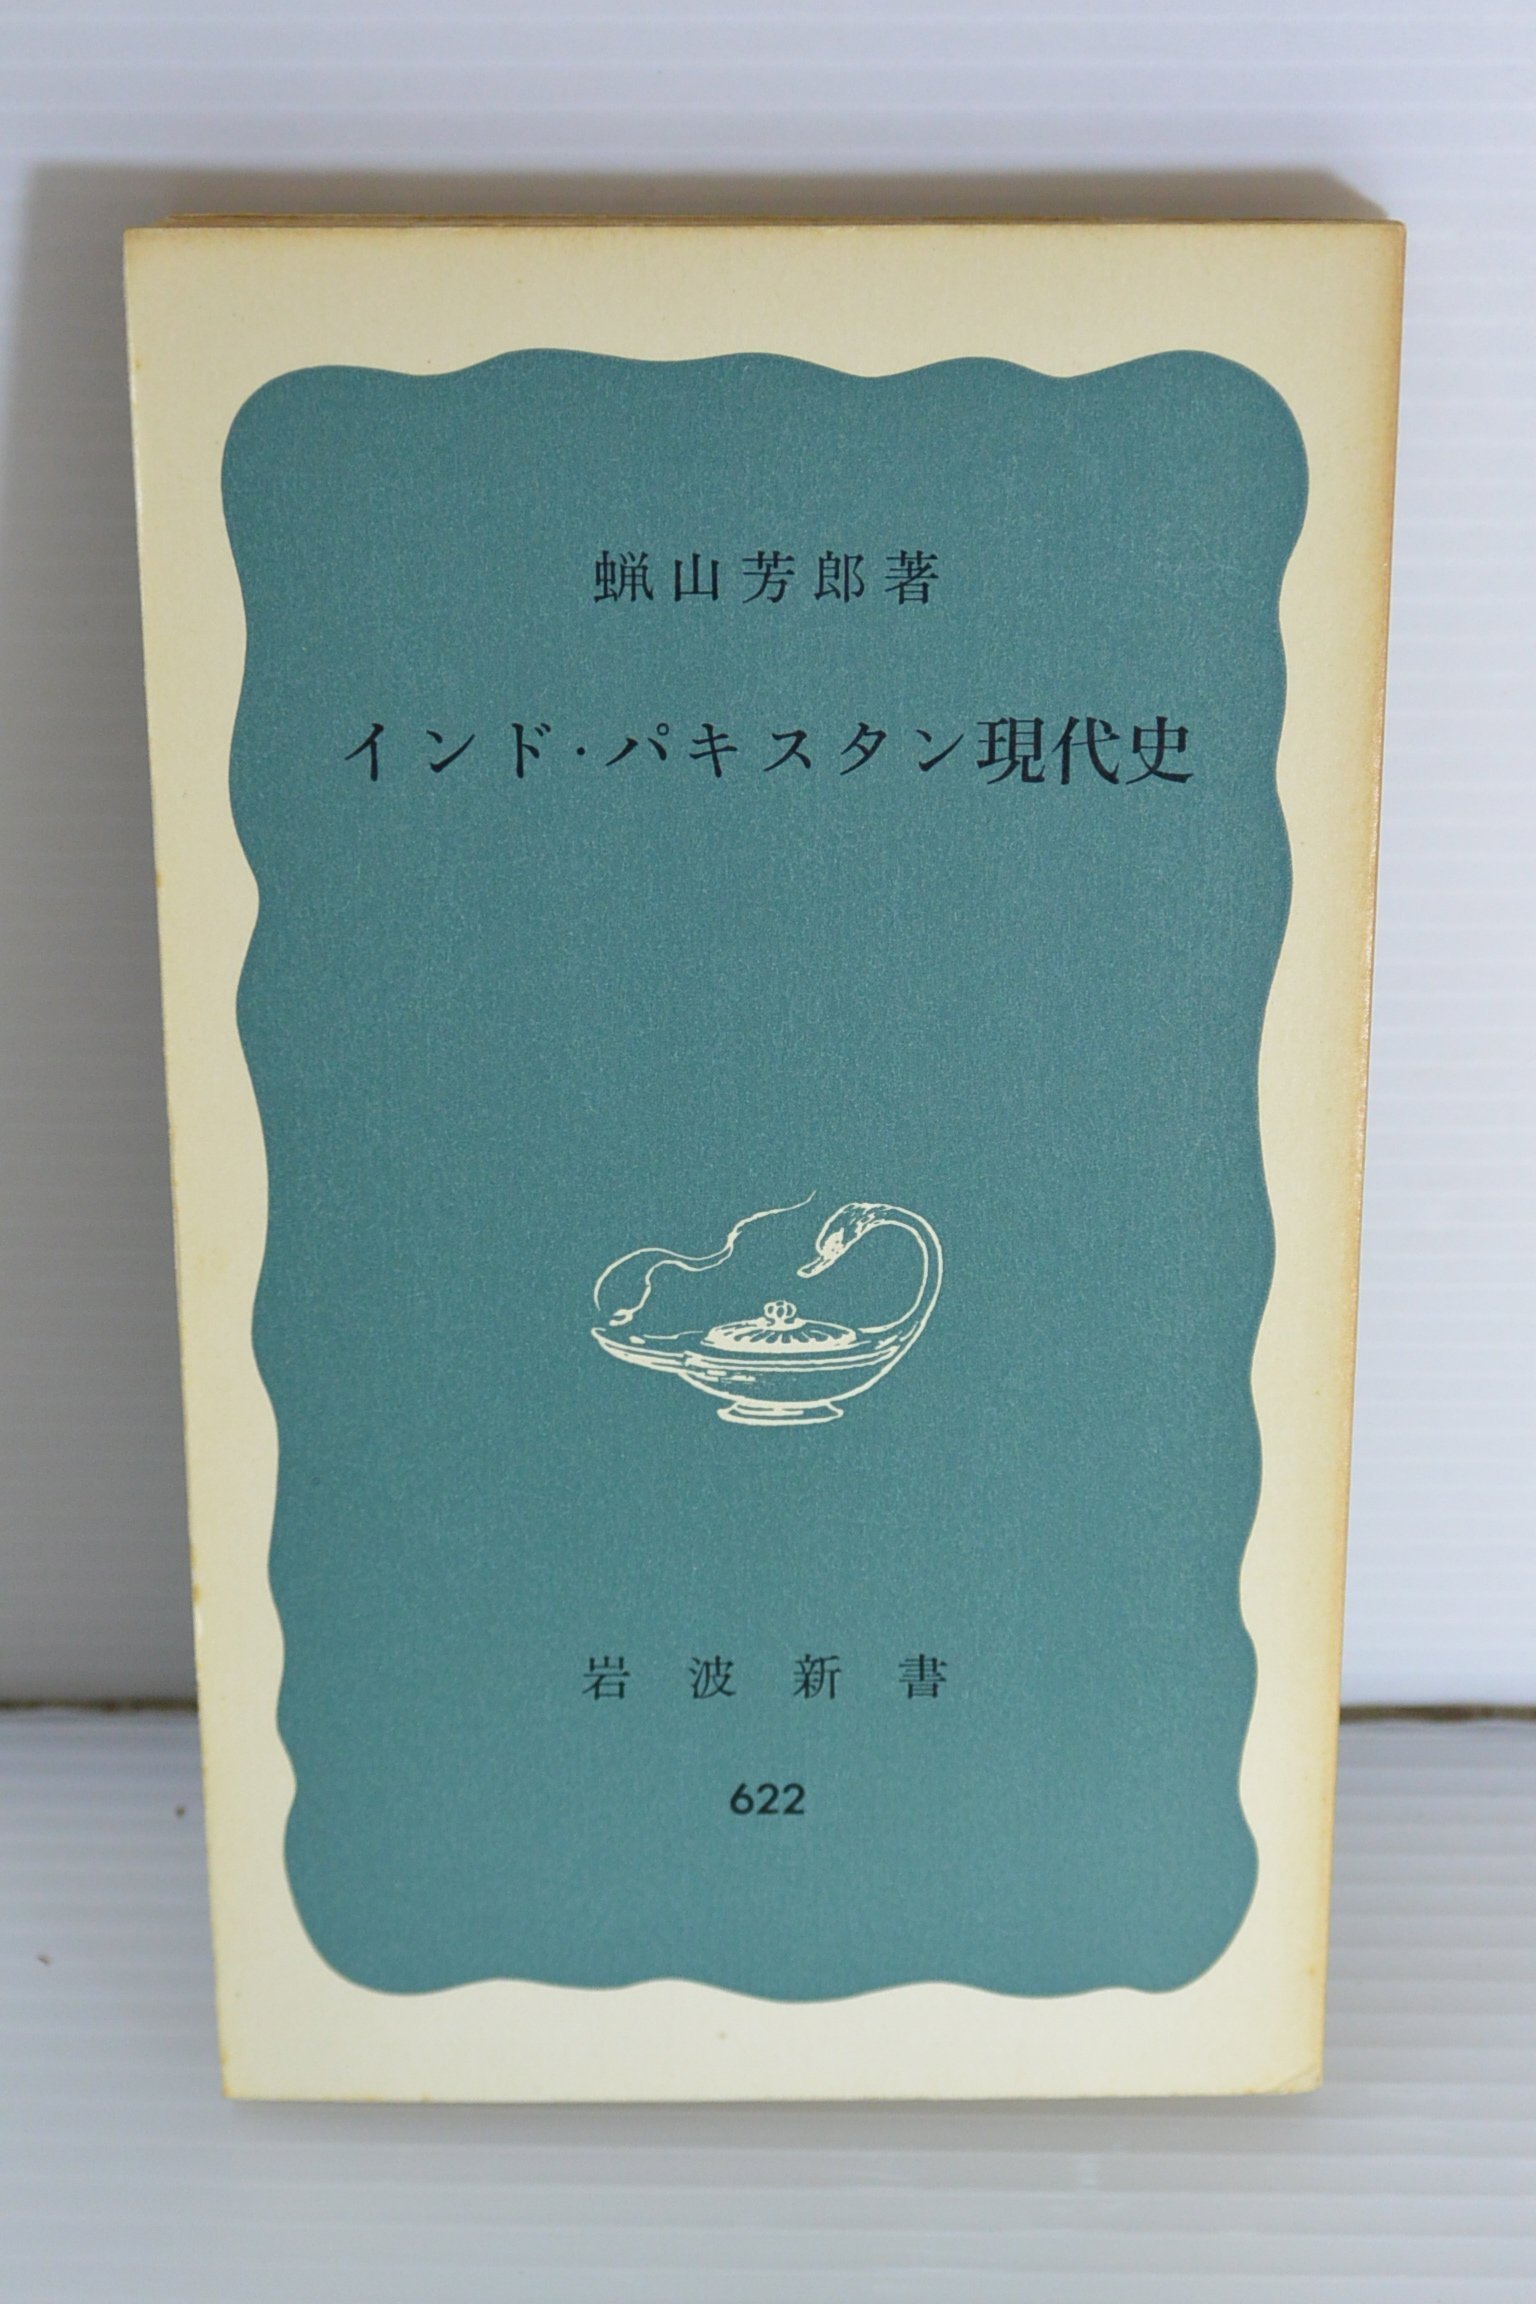 蝋山芳郎著
インド・パキスタン現代史
岩波新書
622